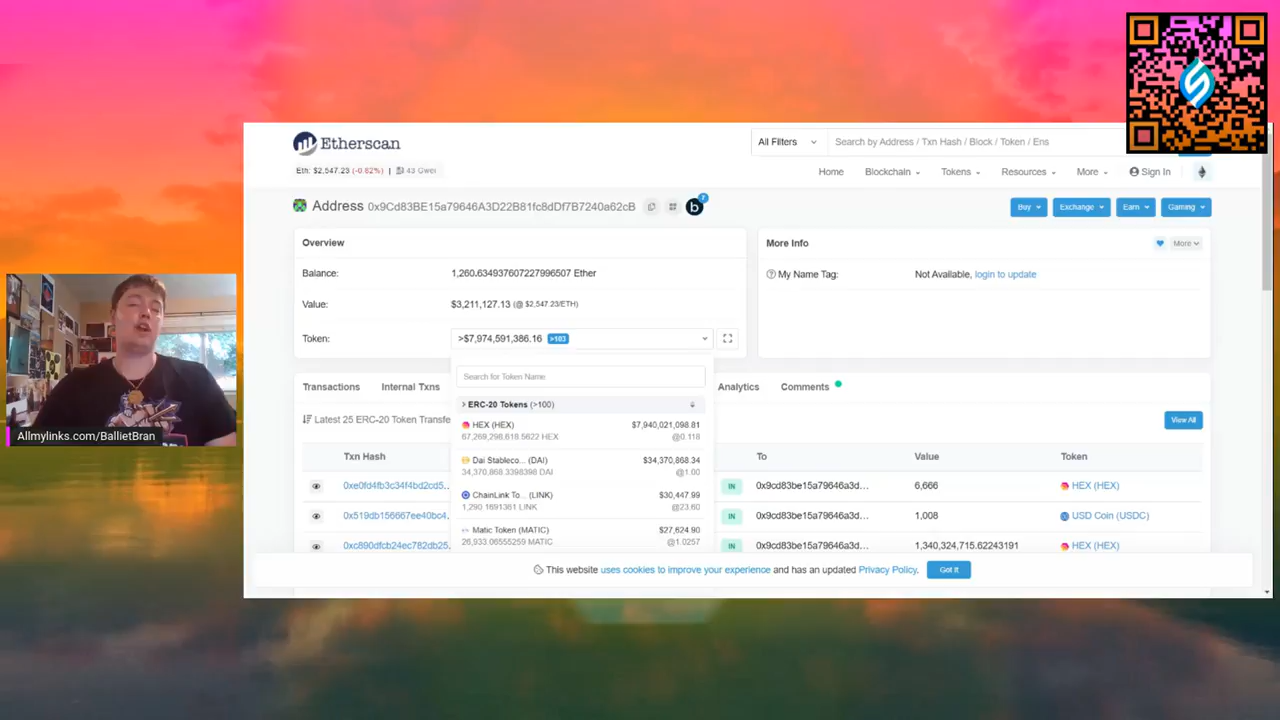 Etherscan
All Filters
Search by Address / Txn Hash / Block / Token / Ens
Eth: $2,547.23 (-0.62%) | 43 Gwei
Home Blockchain Tokens Resources More Sign In
Address 0x9Cd83BE15a79646A3D22B81fc8dDf7B7240a62cB
b 7
Buy Exchange Earn Gaming
Overview
More Info
More
Balance: 1,260.634937607227996507 Ether
My Name Tag: Not Available, login to update
Value: $3,211,127.13 (@ $2,547.23/ETH)
Token: >$7,974,591,386.16 >103
Search for Token Name
Transactions Internal Txns
Analytics Comments
> ERC-20 Tokens (>100)
Latest 25 ERC-20 Token Transfe
View All
HEX (HEX) $7,940,021,098.81
67,269,298,618.5622 HEX @0.118
Txn Hash To Value Token
Dai Stableco... (DAI) $34,370,868.34
34,370,868.3398398 DAI @1.00
0xe0fd4fb3c34f4bd2cd5... IN 0x9cd83be15a79646a3d... 6,666 HEX (HEX)
ChainLink To... (LINK) $30,447.99
1,290.1691361 LINK @23.60
0x519db156667ee40bc4. IN 0x9cd83be15a79646a3d... 1,008 USD Coin (USDC)
Matic Token (MATIC) $27,624.90
26,933.06555259 MATIC @1.0257
0xc890dfcb24ec782db25. IN 0x9cd83be15a79646a3d... 1,340,324,715.62243191 HEX (HEX)
This website uses cookies to improve your experience and has an updated Privacy Policy. Got It
Allmylinks.com/BallietBran